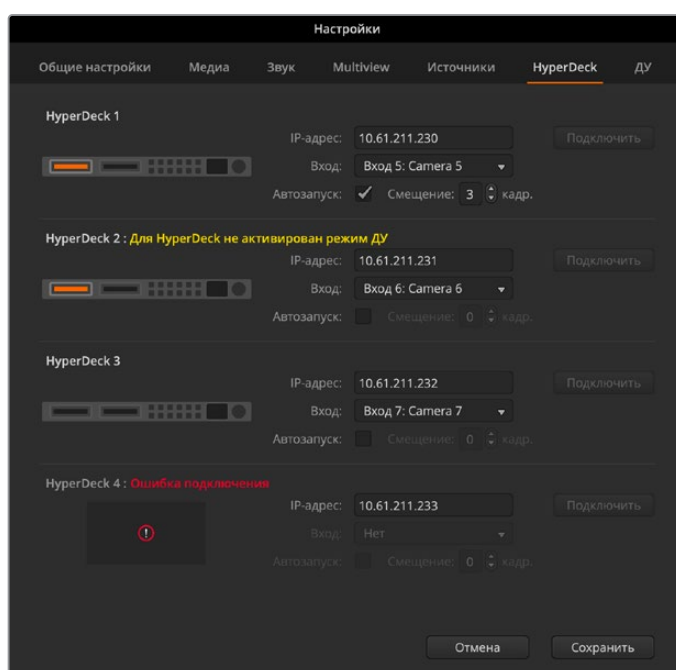 Настройки
Общие настройки Медиа Звук Multiview Источники HyperDeck ДУ
HyperDeck 1
IP-адрес: 10.61.211.230 Подключить
Вход: Вход 5: Camera 5
Автозапуск: Смещение: 3 кадр.
HyperDeck 2 : Для HyperDeck не активирован режим ДУ
IP-адрес: 10.61.211.231 Подключить
Вход: Вход 6: Camera 6
Автозапуск: Смещение: 0 кадр.
HyperDeck 3
IP-адрес: 10.61.211.232 Подключить
Вход: Вход 7: Camera 7
Автозапуск: Смещение: 0 кадр.
HyperDeck 4 : Ошибка подключения
IP-адрес: 10.61.211.233 Подключить
Вход: Нет
Автозапуск: Смещение: 0 кадр.
Отмена Сохранить